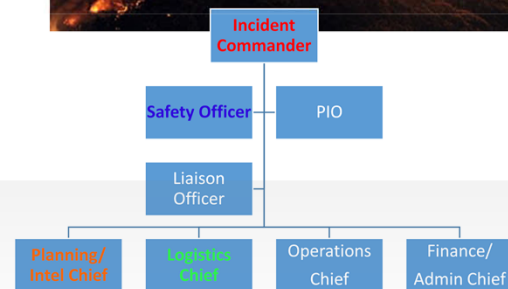 Incident
Commander
Safety Officer
PIO
Liaison
Officer
Planning/
Intel Chief
Logistics
Chief
Operations
Chief
Finance/
Admin Chief